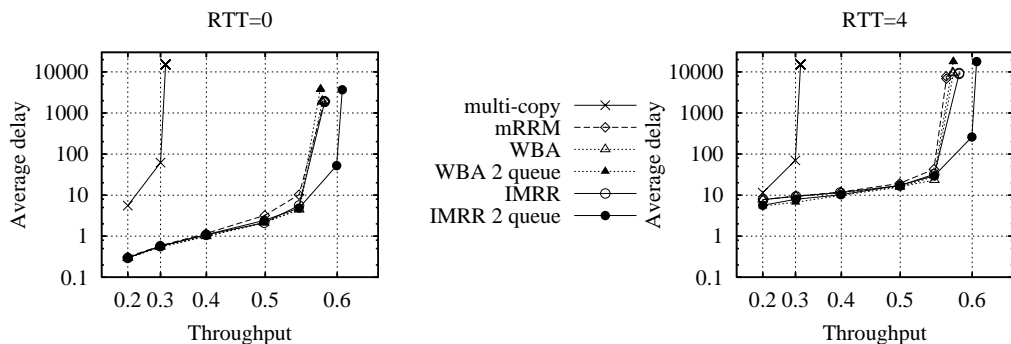 RTT=0
Average delay
10000
1000
100
10
1
0.1
0.2 0.3 0.4 0.5 0.6
Throughput
multi-copy
mRRM
WBA
WBA 2 queue
IMRR
IMRR 2 queue
RTT=4
Average delay
10000
1000
100
10
1
0.1
0.2 0.3 0.4 0.5 0.6
Throughput